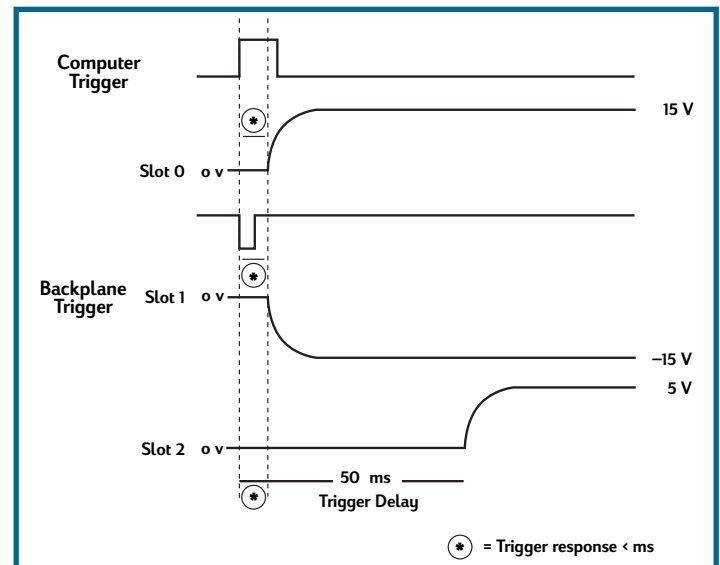 Computer
Trigger
15 V
*
Slot 0 o v
*
Backplane
Trigger
Slot 1 o v
–15 V
5 V
Slot 2 o v
50 ms
*
Trigger Delay
* = Trigger response < ms